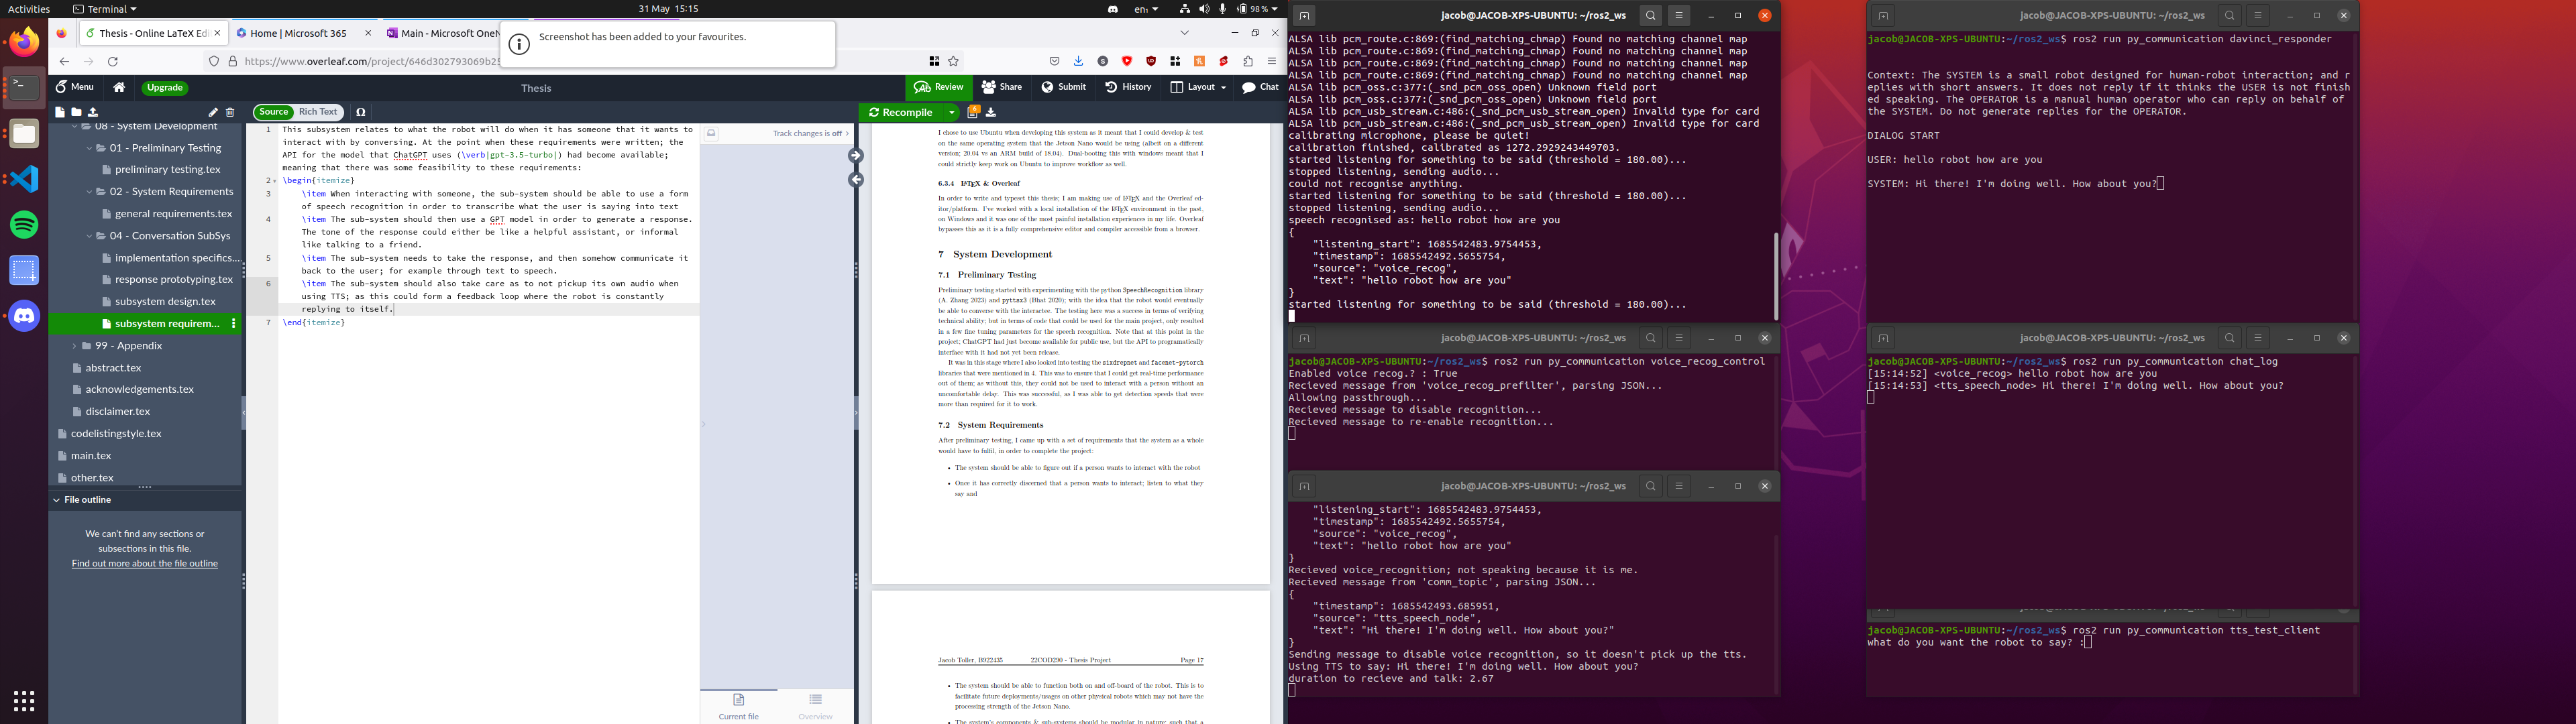 Activities
Terminal
31 May 15:15
en₁
98 %
Thesis - Online LaTeX Edi
Home | Microsoft 365
Main - Microsoft OneN
Screenshot has been added to your favourites.
https://www.overleaf.com/project/646d302793069b25
Menu
Upgrade
Thesis
Review
Share
Submit
History
Layout
Chat
Source
Rich Text
Ω
Recompile
08 - System Development
01 - Preliminary Testing
preliminary testing.tex
02 - System Requirements
general requirements.tex
04 - Conversation SubSys
implementation specifics....
response prototyping.tex
subsystem design.tex
subsystem requirem...
99 - Appendix
abstract.tex
acknowledgements.tex
disclaimer.tex
codelistingstyle.tex
main.tex
other.tex
File outline
We can't find any sections or
subsections in this file.
Find out more about the file outline
1 This subsystem relates to what the robot will do when it has someone that it wants to
interact with by conversing. At the point when these requirements were written; the
API for the model that ChatGPT uses (\verb|gpt-3.5-turbo|) had become available;
meaning that there was some feasibility to these requirements:
2 \begin{itemize}
3 \item When interacting with someone, the sub-system should be able to use a form
of speech recognition in order to transcribe what the user is saying into text
4 \item The sub-system should then use a GPT model in order to generate a response.
The tone of the response could either be like a helpful assistant, or informal
like talking to a friend.
5 \item The sub-system needs to take the response, and then somehow communicate it
back to the user; for example through text to speech.
6 \item The sub-system should also take care as to not pickup its own audio when
using TTS; as this could form a feedback loop where the robot is constantly
replying to itself.
7 \end{itemize}
Track changes is off
Current file
Overview
I chose to use Ubuntu when developing this system as it meant that I could develop & test
on the same operating system that the Jetson Nano would be using (albeit on a different
version; 20.04 vs an ARM build of 18.04). Dual-booting this with windows meant that I
could strictly keep work on Ubuntu to improve workflow as well.
6.3.4 LATEX & Overleaf
In order to write and typeset this thesis; I am making use of LATEX and the Overleaf ed-
itor/platform. I've worked with a local installation of the LATEX environment in the past,
on Windows and it was one of the most painful installation experiences in my life. Overleaf
bypasses this as it is a fully comprehensive editor and compiler accessible from a browser.
7 System Development
7.1 Preliminary Testing
Preliminary testing started with experimenting with the python SpeechRecognition library
(A. Zhang 2023) and pyttsx3 (Bhat 2020); with the idea that the robot would eventually
be able to converse with the interactee. The testing here was a success in terms of verifying
technical ability; but in terms of code that could be used for the main project, only resulted
in a few fine tuning parameters for the speech recognition. Note that at this point in the
project; ChatGPT had just become available for public use, but the API to programatically
interface with it had not yet been release.
It was in this stage where I also looked into testing the sixdrepnet and facenet-pytorch
libraries that were mentioned in 4. This was to ensure that I could get real-time performance
out of them; as without this, they could not be used to interact with a person without an
uncomfortable delay. This was successful, as I was able to get detection speeds that were
more than required for it to work.
7.2 System Requirements
After preliminary testing, I came up with a set of requirements that the system as a whole
would have to fulfil, in order to complete the project:
• The system should be able to figure out if a person wants to interact with the robot
• Once it has correctly discerned that a person wants to interact; listen to what they
say and
Jacob Toller, B922435 22COD290 - Thesis Project Page 17
• The system should be able to function both on and off-board of the robot. This is to
facilitate future deployments/usages on other physical robots which may not have the
processing strength of the Jetson Nano.
• The system's components & sub-systems should be modular in nature; such that a
jacob@JACOB-XPS-UBUNTU: ~/ros2_ws
ALSA lib pcm_route.c:869:(find_matching_chmap) Found no matching channel map
ALSA lib pcm_route.c:869:(find_matching_chmap) Found no matching channel map
ALSA lib pcm_route.c:869:(find_matching_chmap) Found no matching channel map
ALSA lib pcm_route.c:869:(find_matching_chmap) Found no matching channel map
ALSA lib pcm_oss.c:377:(_snd_pcm_oss_open) Unknown field port
ALSA lib pcm_oss.c:377:(_snd_pcm_oss_open) Unknown field port
ALSA lib pcm_usb_stream.c:486:(_snd_pcm_usb_stream_open) Invalid type for card
ALSA lib pcm_usb_stream.c:486:(_snd_pcm_usb_stream_open) Invalid type for card
calibrating microphone, please be quiet!
calibration finished, calibrated as 1272.2929243449703.
started listening for something to be said (threshold = 180.00)...
stopped listening, sending audio...
could not recognise anything.
started listening for something to be said (threshold = 180.00)...
stopped listening, sending audio...
speech recognised as: hello robot how are you
{
"listening_start": 1685542483.9754453,
"timestamp": 1685542492.5655754,
"source": "voice_recog",
"text": "hello robot how are you"
}
started listening for something to be said (threshold = 180.00)...
jacob@JACOB-XPS-UBUNTU: ~/ros2_ws
jacob@JACOB-XPS-UBUNTU:~/ros2_ws$ ros2 run py_communication voice_recog_control
Enabled voice recog.? : True
Recieved message from 'voice_recog_prefilter', parsing JSON...
Allowing passthrough...
Recieved message to disable recognition...
Recieved message to re-enable recognition...
jacob@JACOB-XPS-UBUNTU: ~/ros2_ws
"listening_start": 1685542483.9754453,
"timestamp": 1685542492.5655754,
"source": "voice_recog",
"text": "hello robot how are you"
}
Recieved voice_recognition; not speaking because it is me.
Recieved message from 'comm_topic', parsing JSON...
{
"timestamp": 1685542493.685951,
"source": "tts_speech_node",
"text": "Hi there! I'm doing well. How about you?"
}
Sending message to disable voice recognition, so it doesn't pick up the tts.
Using TTS to say: Hi there! I'm doing well. How about you?
duration to recieve and talk: 2.67
jacob@JACOB-XPS-UBUNTU: ~/ros2_ws
jacob@JACOB-XPS-UBUNTU:~/ros2_ws$ ros2 run py_communication davinci_responder
Context: The SYSTEM is a small robot designed for human-robot interaction; and r
eplies with short answers. It does not reply if it thinks the USER is not finish
ed speaking. The OPERATOR is a manual human operator who can reply on behalf of
the SYSTEM. Do not generate replies for the OPERATOR.
DIALOG START
USER: hello robot how are you
SYSTEM: Hi there! I'm doing well. How about you?
jacob@JACOB-XPS-UBUNTU: ~/ros2_ws
jacob@JACOB-XPS-UBUNTU:~/ros2_ws$ ros2 run py_communication chat_log
[15:14:52] <voice_recog> hello robot how are you
[15:14:53] <tts_speech_node> Hi there! I'm doing well. How about you?
jacob@JACOB-XPS-UBUNTU: ~/ros2_ws
jacob@JACOB-XPS-UBUNTU:~/ros2_ws$ ros2 run py_communication tts_test_client
what do you want the robot to say? :